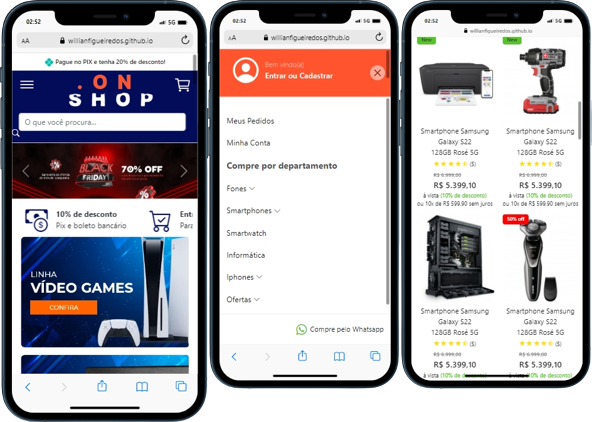 02:52
5G
AA
willianfigueiredos.github.io
Pague no PIX e tenha 20% de desconto!
.ON
SHOP
O que você procura...
BLACK
FRIDAY
70% OFF
10% de desconto
Pix e boleto bancário
Entr
Para
LINHA
VÍDEO GAMES
CONFIRA
02:52
5G
AA
willianfigueiredos.github.io
Bem vindo(a)
Entrar ou Cadastrar
Meus Pedidos
Minha Conta
Compre por departamento
Fones
Smartphones
Smartwatch
Informática
Iphones
Ofertas
Compre pelo Whatsapp
02:52
5G
willianfigueiredos.github.io
New
New
Smartphone Samsung
Galaxy S22
128GB Rosé 5G
(5)
R$ 6.999,00
R$ 5.399,10
à vista (10% de desconto)
ou 10x de R$ 599,90 sem juros
Smartphone Samsung
Galaxy S22
128GB Rosé 5G
(5)
R$ 6.999,00
R$ 5.399,10
à vista (10% de desconto)
ou 10x de R$ 599,90 sem juros
50% off
Smartphone Samsung
Galaxy S22
128GB Rosé 5G
(5)
R$ 6.999,00
R$ 5.399,10
à vista (10% de desconto)
Smartphone Samsung
Galaxy S22
128GB Rosé 5G
(5)
R$ 6.999,00
R$ 5.399,10
à vista (10% de desconto)